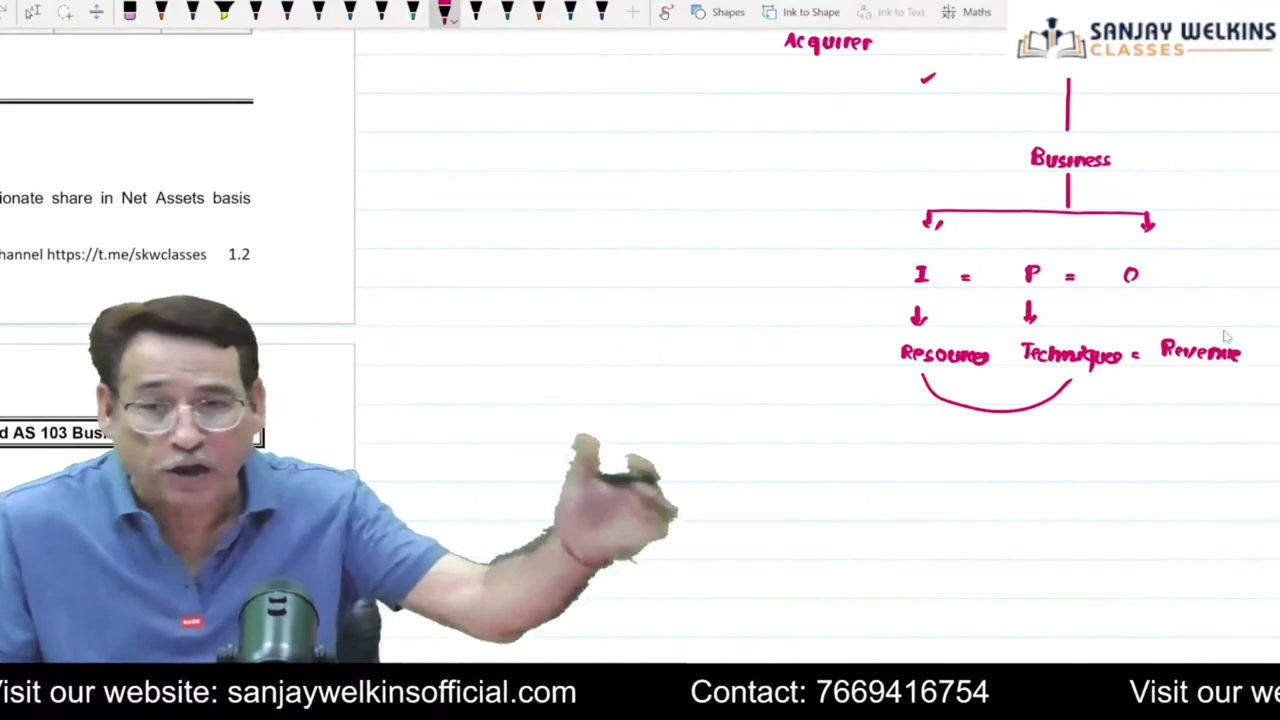 Shapes Ink to Shape Ink to Text Maths
SANJAY WELKINS
CLASSES
Acquirer
Business
ionate share in Net Assets basis
hannel https://t.me/skwclasses 1.2
I = P = O
Resources Techniques = Revenue
d AS 103 Busi
Visit our website: sanjaywelkinsofficial.com Contact: 7669416754 Visit our we